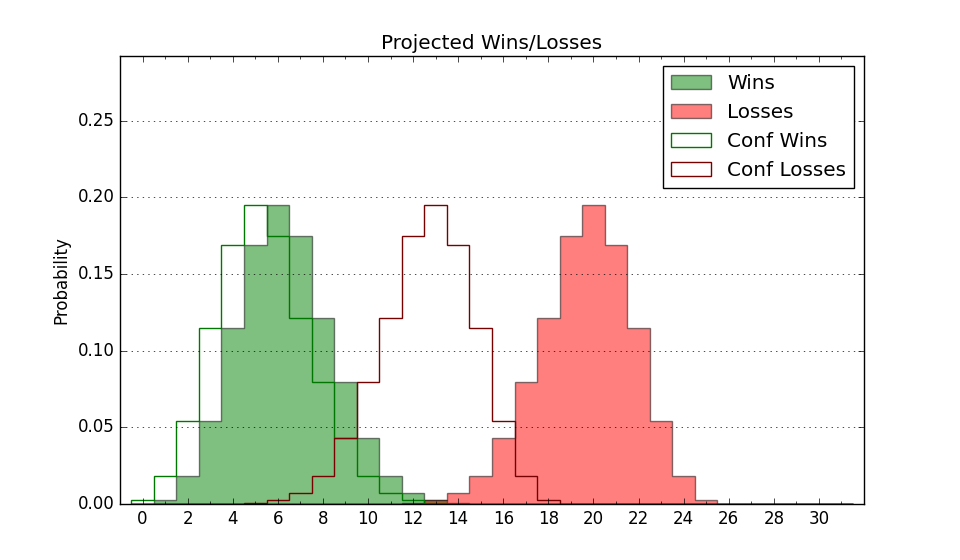 Projected Wins/Losses
Wins
Losses
Conf Wins
Conf Losses
Probability
0.25
0.20
0.15
0.10
0.05
0.00
0 2 4 6 8 10 12 14 16 18 20 22 24 26 28 30